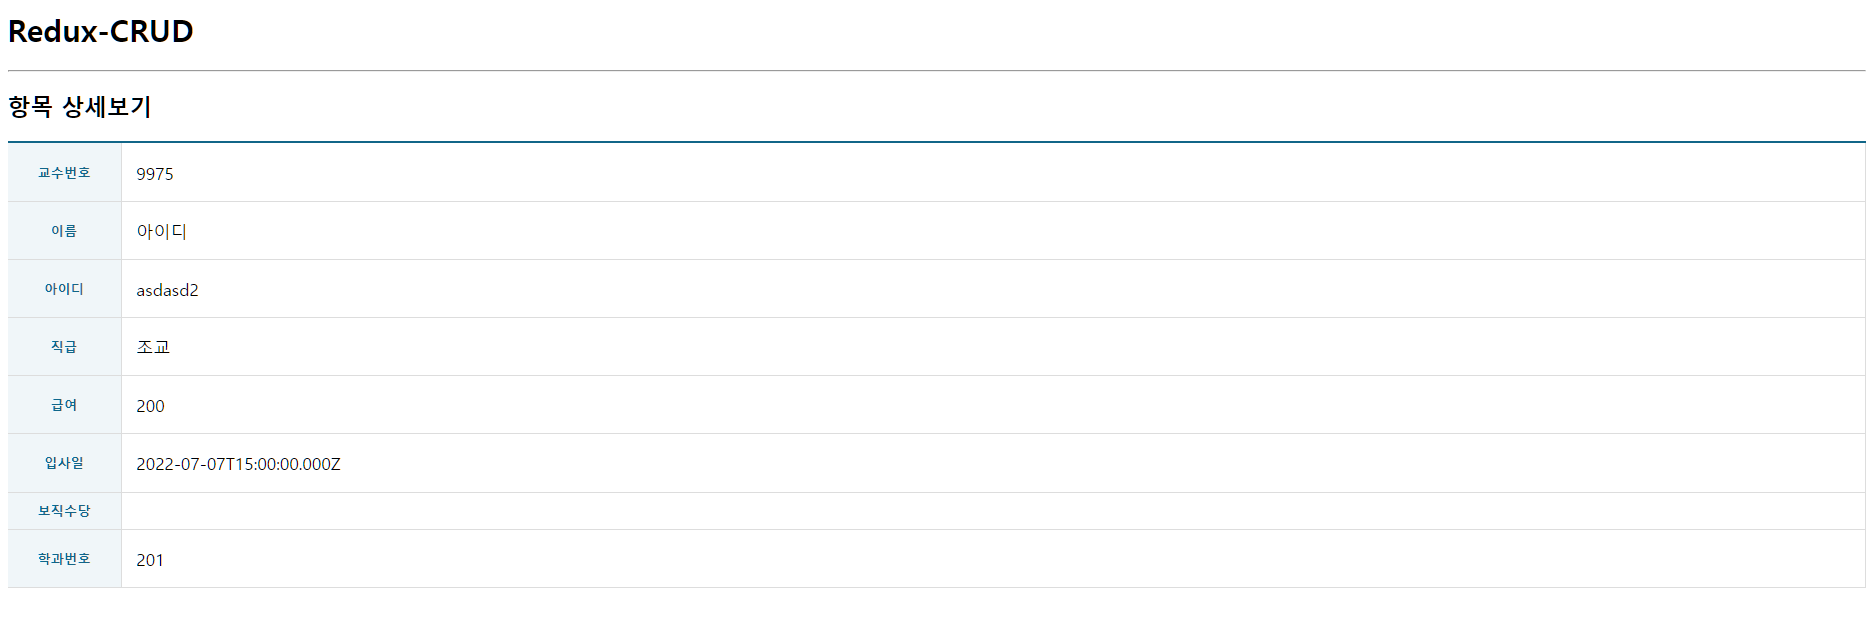 Redux-CRUD
항목 상세보기
교수번호 9975
이름 아이디
아이디 asdasd2
직급 조교
급여 200
입사일 2022-07-07T15:00:00.000Z
보직수당
학과번호 201